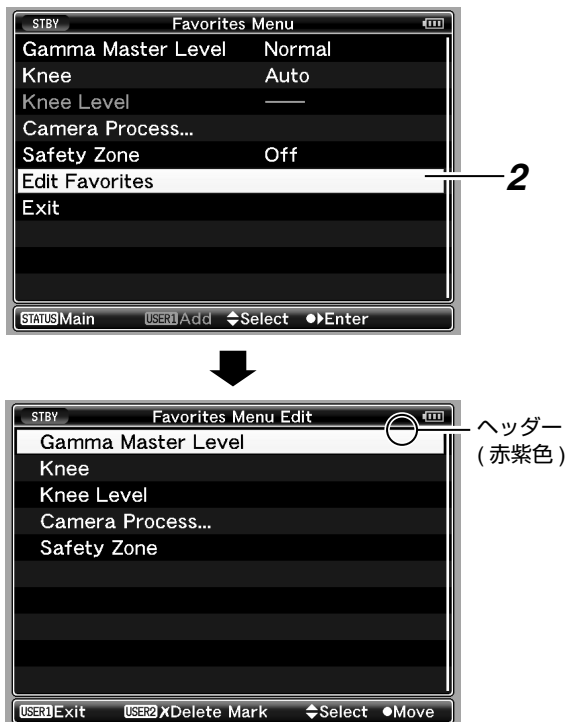 STBY Favorites Menu
Gamma Master Level Normal
Knee Auto
Knee Level ——
Camera Process...
Safety Zone Off
Edit Favorites
2
Exit
STATUS Main USER1 Add Select Enter
STBY Favorites Menu Edit
ヘッダー
(赤紫色)
Gamma Master Level
Knee
Knee Level
Camera Process...
Safety Zone
USER1 Exit USER2 XDelete Mark Select Move